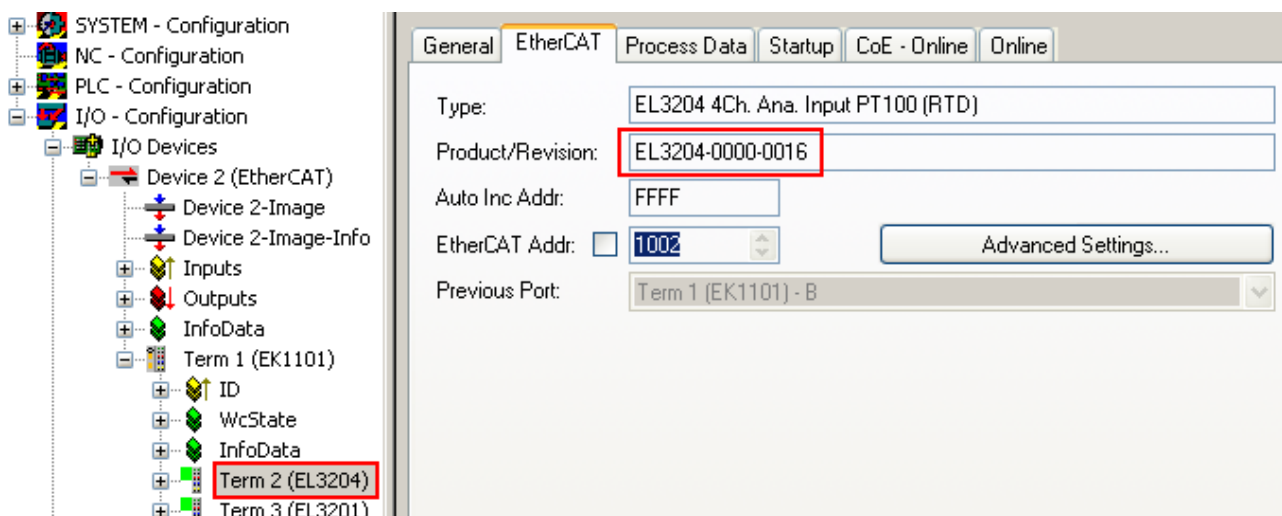 SYSTEM - Configuration
NC - Configuration
PLC - Configuration
I/O - Configuration
I/O Devices
Device 2 (EtherCAT)
Device 2-Image
Device 2-Image-Info
Inputs
Outputs
InfoData
Term 1 (EK1101)
ID
WcState
InfoData
Term 2 (EL3204)
Term 3 (EL3201)
General EtherCAT Process Data Startup CoE - Online Online
Type: EL3204 4Ch. Ana. Input PT100 (RTD)
Product/Revision: EL3204-0000-0016
Auto Inc Addr: FFFF
EtherCAT Addr: 1002 Advanced Settings...
Previous Port: Term 1 (EK1101) - B